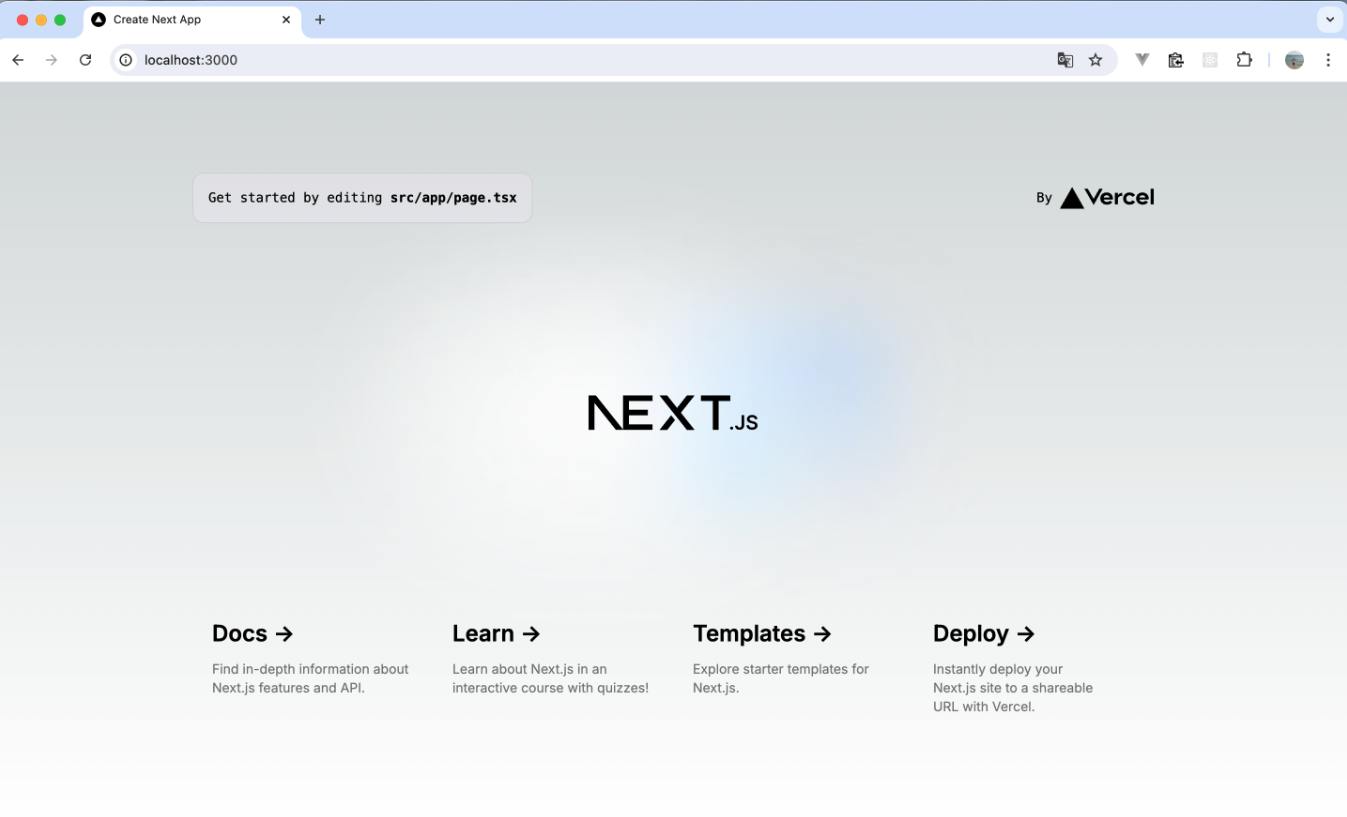 Create Next App
localhost:3000
Get started by editing src/app/page.tsx
By Vercel
NEXT.JS
Docs →
Find in-depth information about
Next.js features and API.
Learn →
Learn about Next.js in an
interactive course with quizzes!
Templates →
Explore starter templates for
Next.js.
Deploy →
Instantly deploy your
Next.js site to a shareable
URL with Vercel.